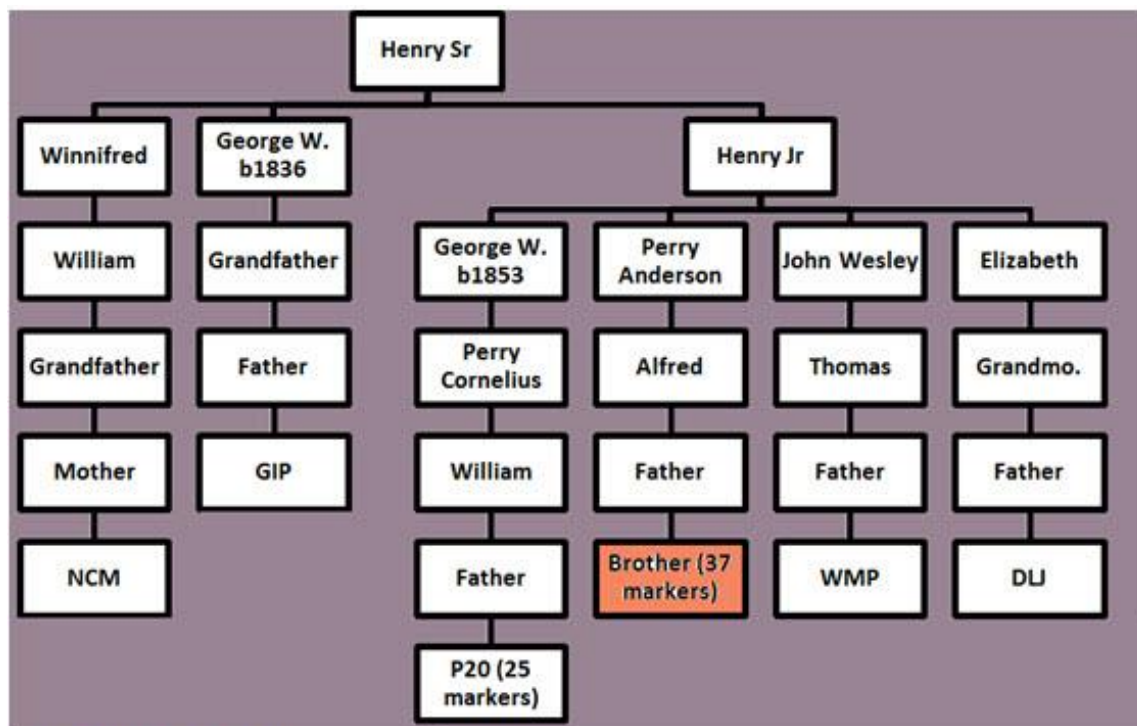 Henry Sr
Winnifred
George W.
b1836
Henry Jr
William
Grandfather
George W.
b1853
Perry
Anderson
John Wesley
Elizabeth
Grandfather
Father
Perry
Cornelius
Alfred
Thomas
Grandmo.
Mother
GIP
William
Father
Father
Father
NCM
Father
Brother (37
markers)
WMP
DLJ
P20 (25
markers)